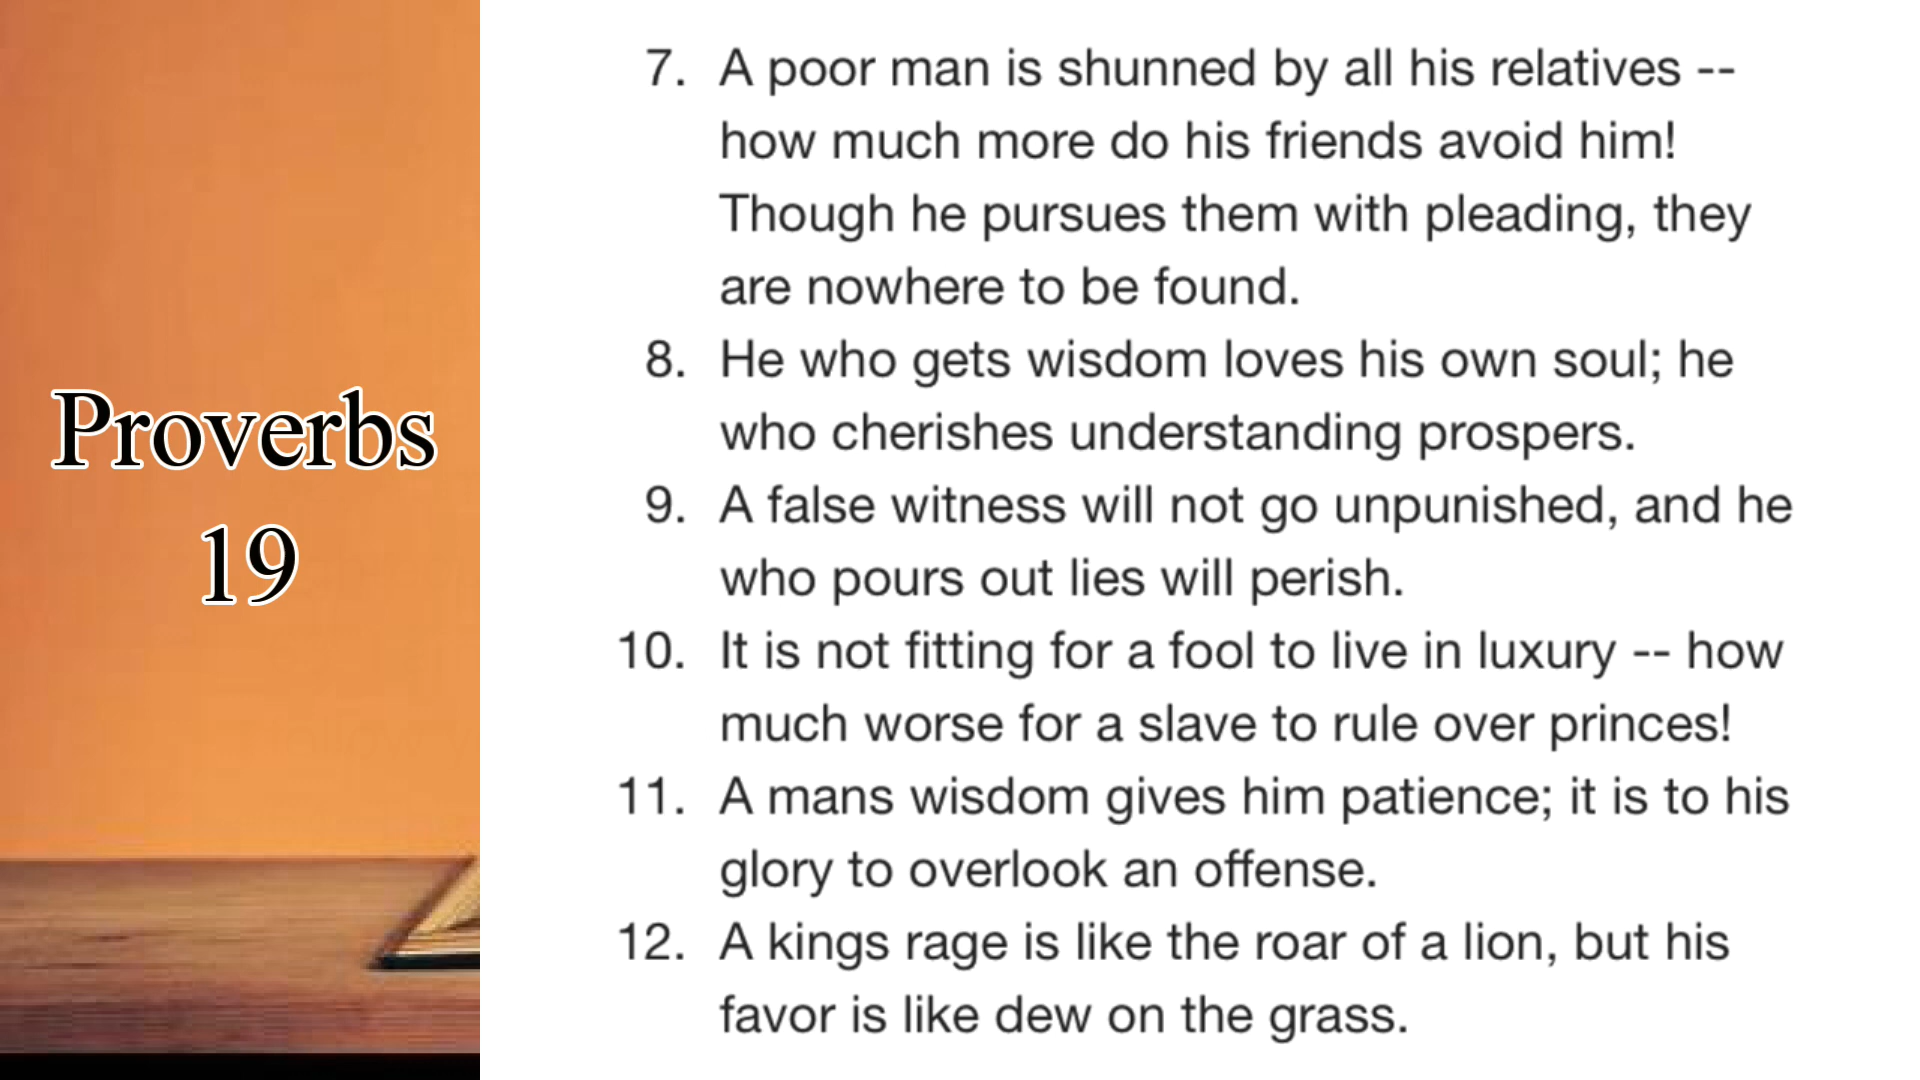 Proverbs
19
7. A poor man is shunned by all his relatives --
how much more do his friends avoid him!
Though he pursues them with pleading, they
are nowhere to be found.
8. He who gets wisdom loves his own soul; he
who cherishes understanding prospers.
9. A false witness will not go unpunished, and he
who pours out lies will perish.
10. It is not fitting for a fool to live in luxury -- how
much worse for a slave to rule over princes!
11. A mans wisdom gives him patience; it is to his
glory to overlook an offense.
12. A kings rage is like the roar of a lion, but his
favor is like dew on the grass.